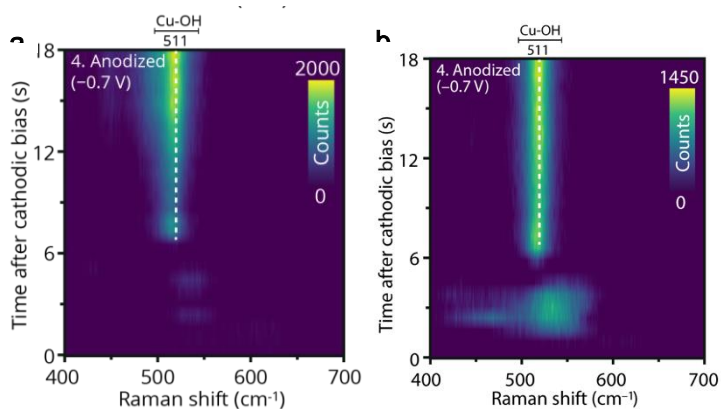 a
Cu-OH
511
4. Anodized
(−0.7 V)
2000
Counts
0
Time after cathodic bias (s)
18
12
6
0
400
500
600
700
Raman shift (cm⁻¹)
b
Cu-OH
511
4. Anodized
(−0.7 V)
1450
Counts
0
Time after cathodic bias (s)
18
12
6
0
400
500
600
700
Raman shift (cm⁻¹)